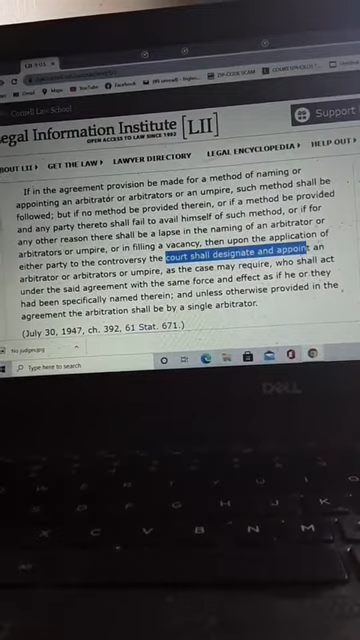 Cornell Law School
Legal Information Institute [LII]
OPEN ACCESS TO LAW SINCE 1992
Support
ABOUT LII GET THE LAW LAWYER DIRECTORY LEGAL ENCYCLOPEDIA HELP OUT
If in the agreement provision be made for a method of naming or
appointing an arbitrator or arbitrators or an umpire, such method shall be
followed; but if no method be provided therein, or if a method be provided
and any party thereto shall fail to avail himself of such method, or if for
any other reason there shall be a lapse in the naming of an arbitrator or
arbitrators or umpire, or in filling a vacancy, then upon the application of
either party to the controversy the court shall designate and appoint an
arbitrator or arbitrators or umpire, as the case may require, who shall act
under the said agreement with the same force and effect as if he or they
had been specifically named therein; and unless otherwise provided in the
agreement the arbitration shall be by a single arbitrator.
(July 30, 1947, ch. 392, 61 Stat. 671.)
No judge.jpg
Type here to search
DELL
G H J K
X C V B N M